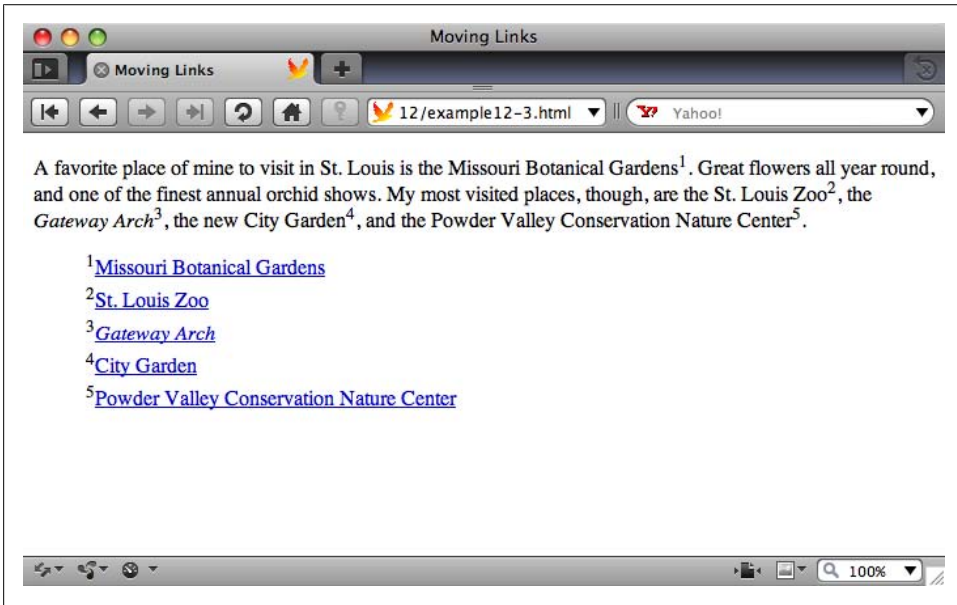 Moving Links
Moving Links
12/example12-3.html Yahoo!
A favorite place of mine to visit in St. Louis is the Missouri Botanical Gardens1. Great flowers all year round,
and one of the finest annual orchid shows. My most visited places, though, are the St. Louis Zoo2, the
Gateway Arch3, the new City Garden4, and the Powder Valley Conservation Nature Center5.
1Missouri Botanical Gardens
2St. Louis Zoo
3Gateway Arch
4City Garden
5Powder Valley Conservation Nature Center
100%